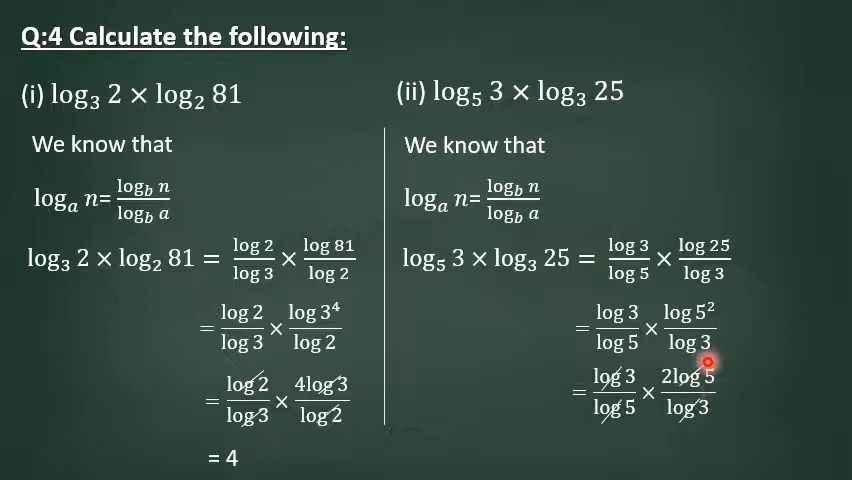 Q:4 Calculate the following:
(i) log₃ 2 × log₂ 81
We know that
logₐ n= log_b n / log_b a
log₃ 2 × log₂ 81 = log 2 / log 3 × log 81 / log 2
= log 2 / log 3 × log 3⁴ / log 2
= log 2 / log 3 × 4log 3 / log 2
= 4
(ii) log₅ 3 × log₃ 25
We know that
logₐ n= log_b n / log_b a
log₅ 3 × log₃ 25 = log 3 / log 5 × log 25 / log 3
= log 3 / log 5 × log 5² / log 3
= log 3 / log 5 × 2log 5 / log 3